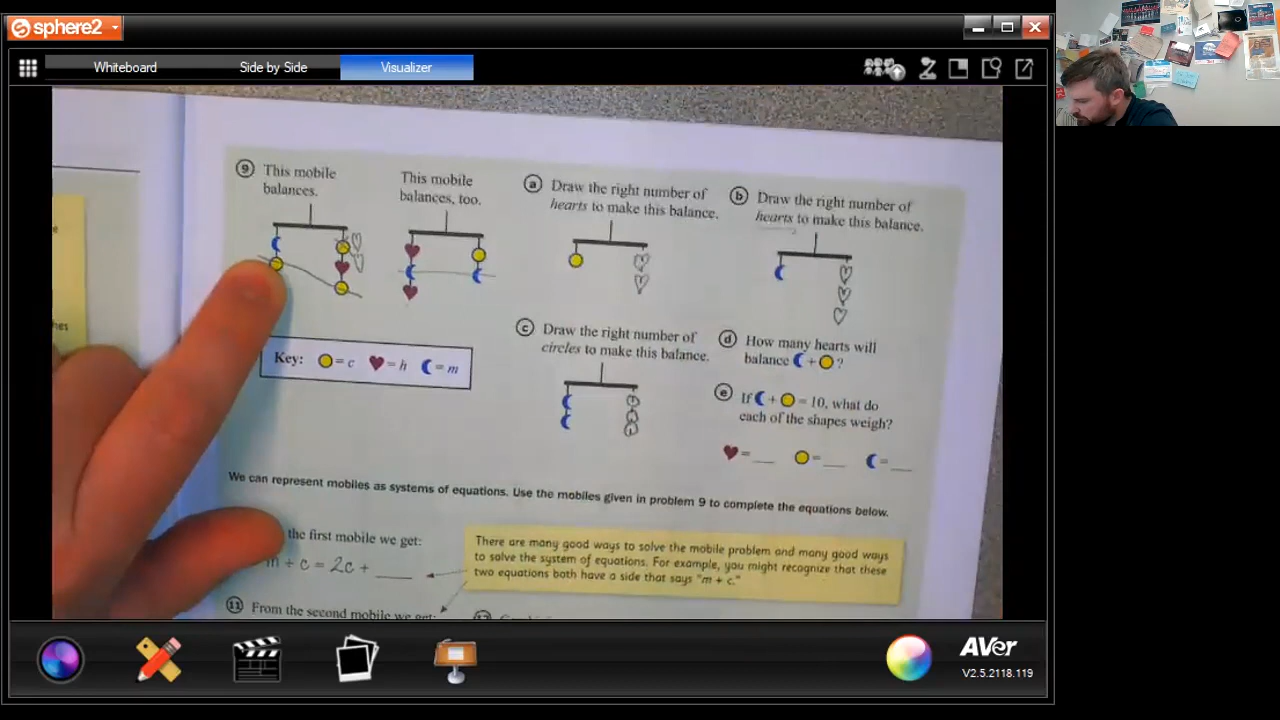 sphere2
Whiteboard
Side by Side
Visualizer
9 This mobile
balances.
This mobile
balances, too.
a Draw the right number of
hearts to make this balance.
b Draw the right number of
hearts to make this balance.
c Draw the right number of
circles to make this balance.
d How many hearts will
balance + ?
e If + = 10, what do
each of the shapes weigh?
= ___ = ___ = ___
Key: = c = h = m
We can represent mobiles as systems of equations. Use the mobiles given in problem 9 to complete the equations below.
the first mobile we get:
m + c = 2c + ____
There are many good ways to solve the mobile problem and many good ways
to solve the system of equations. For example, you might recognize that these
two equations both have a side that says "m + c."
11 From the second mobile we get:
AVer
V2.5.2118.119